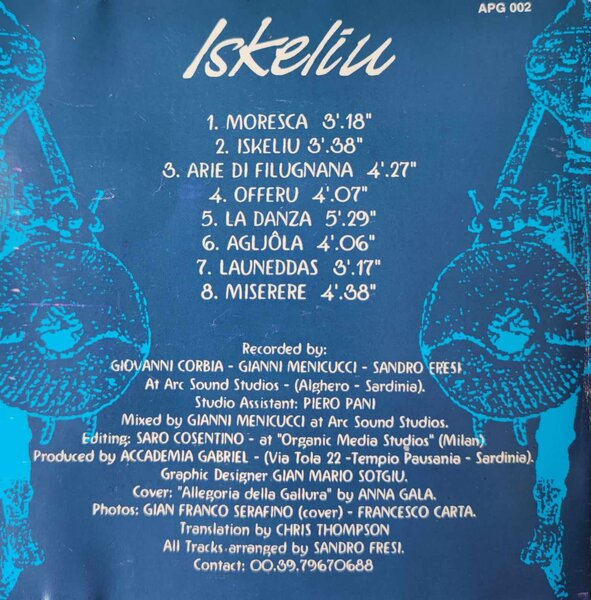 APG 002
Iskeliu
1. MORESCA 3'.18"
2. ISKELIU 3'.38"
3. ARIE DI FILUGNANA 4'.27"
4. OFFERU 4'.07"
5. LA DANZA 5'.29"
6. AGLJÔLA 4'.06"
7. LAUNEDDAS 3'.17"
8. MISERERE 4'.38"
Recorded by:
GIOVANNI CORBIA - GIANNI MENICUCCI - SANDRO FRESI.
At Arc Sound Studios - (Alghero - Sardinia).
Studio Assistant: PIERO PANI
Mixed by GIANNI MENICUCCI at Arc Sound Studios.
Editing: SARO COSENTINO - at "Organic Media Studios" (Milan)
Produced by ACCADEMIA GABRIEL - (Via Tola 22 -Tempio Pausania - Sardinia).
Graphic Designer GIAN MARIO SOTGIU.
Cover: "Allegoria della Gallura" by ANNA GALA.
Photos: GIAN FRANCO SERAFINO (cover) - FRANCESCO CARTA.
Translation by CHRIS THOMPSON
All Tracks arranged by SANDRO FRESI.
Contact: 00.39.79670688